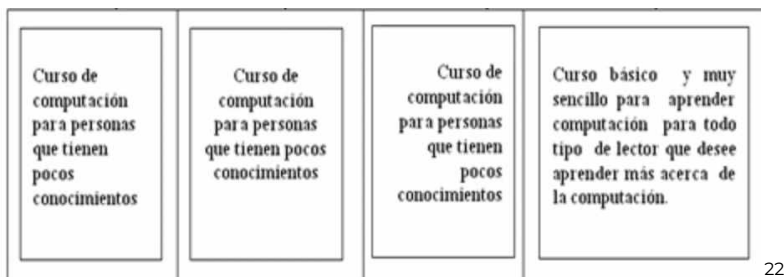 Curso de
computación
para personas
que tienen
pocos
conocimientos
Curso de
computación
para personas
que tienen pocos
conocimientos
Curso de
computación
para personas
que tienen
pocos
conocimientos
Curso básico y muy
sencillo para aprender
computación para todo
tipo de lector que desee
aprender más acerca de
la computación.
22